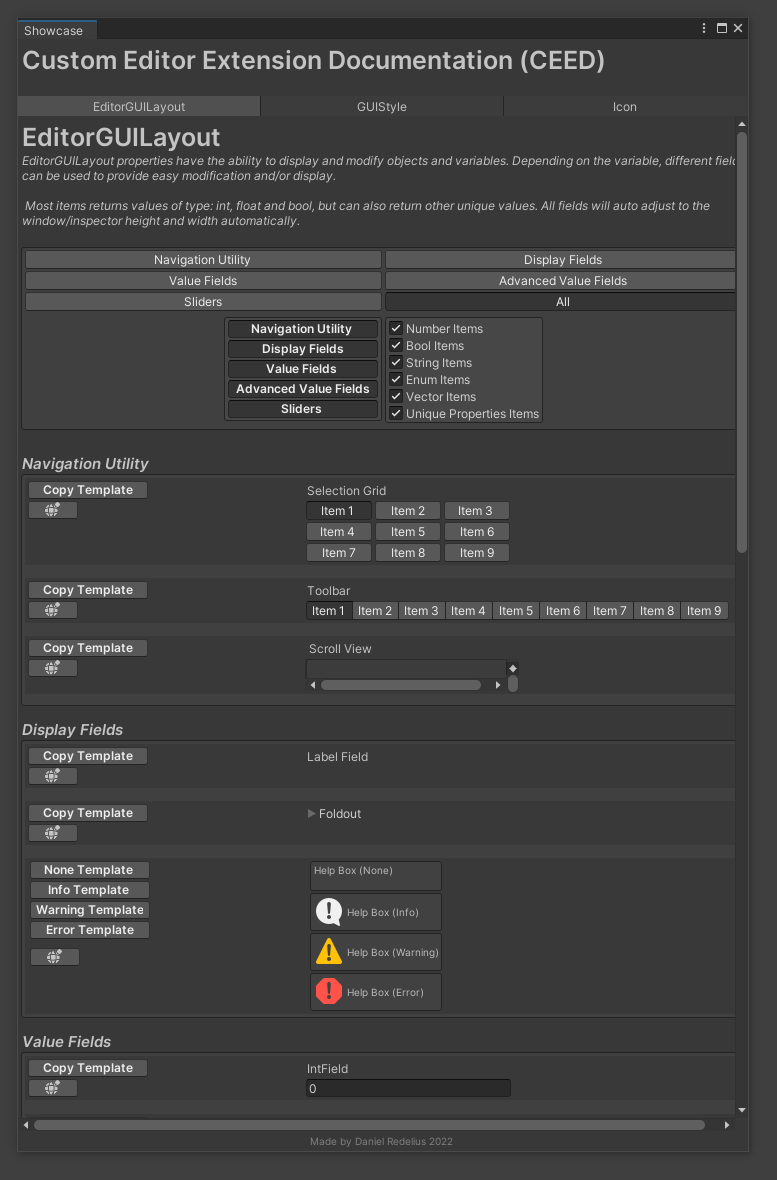 Showcase
Custom Editor Extension Documentation (CEED)
EditorGUILayout
GUIStyle
Icon
EditorGUILayout
EditorGUILayout properties have the ability to display and modify objects and variables. Depending on the variable, different
can be used to provide easy modification and/or display.
Most items returns values of type: int, float and bool, but can also return other unique values. All fields will auto adjust to the
window/inspector height and width automatically.
Navigation Utility
Display Fields
Value Fields
Advanced Value Fields
Sliders
All
Navigation Utility
Display Fields
Value Fields
Advanced Value Fields
Sliders
Number Items
Bool Items
String Items
Enum Items
Vector Items
Unique Properties Items
Navigation Utility
Copy Template
Selection Grid
Item 1 Item 2 Item 3
Item 4 Item 5 Item 6
Item 7 Item 8 Item 9
Copy Template
Toolbar
Item 1 Item 2 Item 3 Item 4 Item 5 Item 6 Item 7 Item 8 Item 9
Copy Template
Scroll View
Display Fields
Copy Template
Label Field
Copy Template
Foldout
None Template
Info Template
Warning Template
Error Template
Help Box (None)
Help Box (Info)
Help Box (Warning)
Help Box (Error)
Value Fields
Copy Template
IntField
0
Made by Daniel Redelius 2022